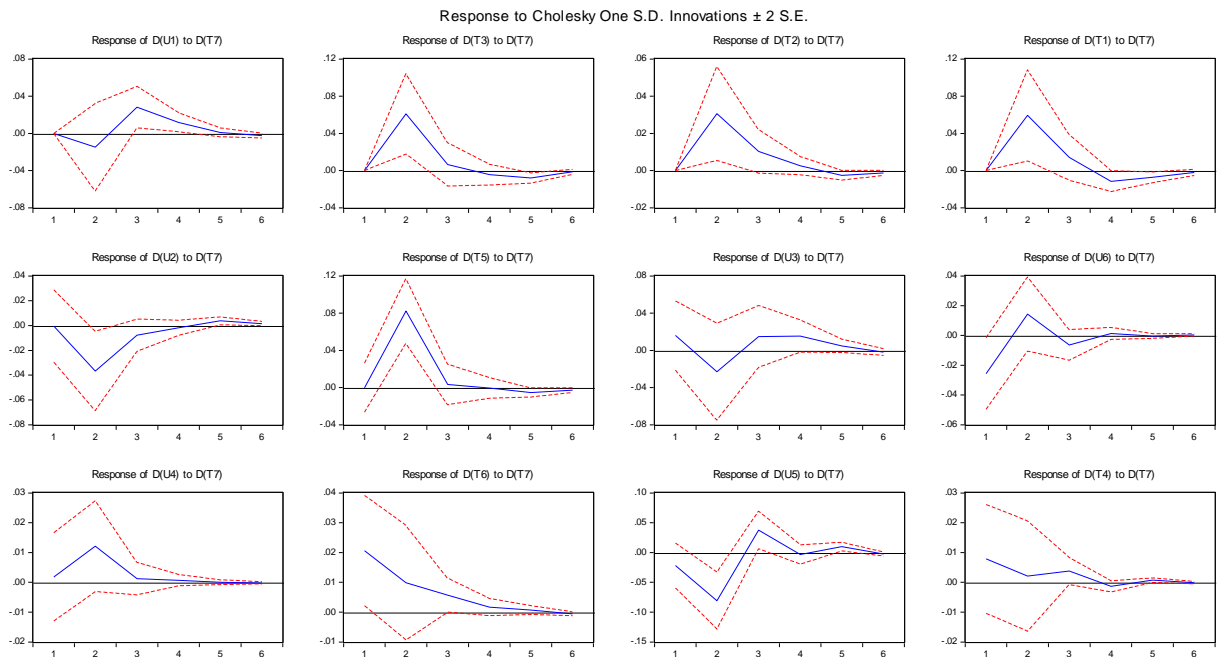 Response to Cholesky One S.D. Innovations ± 2 S.E.
Response of D(U1) to D(T7)
.08
.04
.00
-.04
-.08
1 2 3 4 5 6
Response of D(T3) to D(T7)
.12
.08
.04
.00
-.04
1 2 3 4 5 6
Response of D(T2) to D(T7)
.06
.04
.02
.00
-.02
1 2 3 4 5 6
Response of D(T1) to D(T7)
.12
.08
.04
.00
-.04
1 2 3 4 5 6
Response of D(U2) to D(T7)
.04
.02
.00
-.02
-.04
-.06
-.08
1 2 3 4 5 6
Response of D(T5) to D(T7)
.12
.08
.04
.00
-.04
1 2 3 4 5 6
Response of D(U3) to D(T7)
.08
.04
.00
-.04
-.08
1 2 3 4 5 6
Response of D(U6) to D(T7)
.04
.02
.00
-.02
-.04
-.06
1 2 3 4 5 6
Response of D(U4) to D(T7)
.03
.02
.01
.00
-.01
-.02
1 2 3 4 5 6
Response of D(T6) to D(T7)
.04
.03
.02
.01
.00
-.01
1 2 3 4 5 6
Response of D(U5) to D(T7)
.10
.05
.00
-.05
-.10
-.15
1 2 3 4 5 6
Response of D(T4) to D(T7)
.03
.02
.01
.00
-.01
-.02
1 2 3 4 5 6